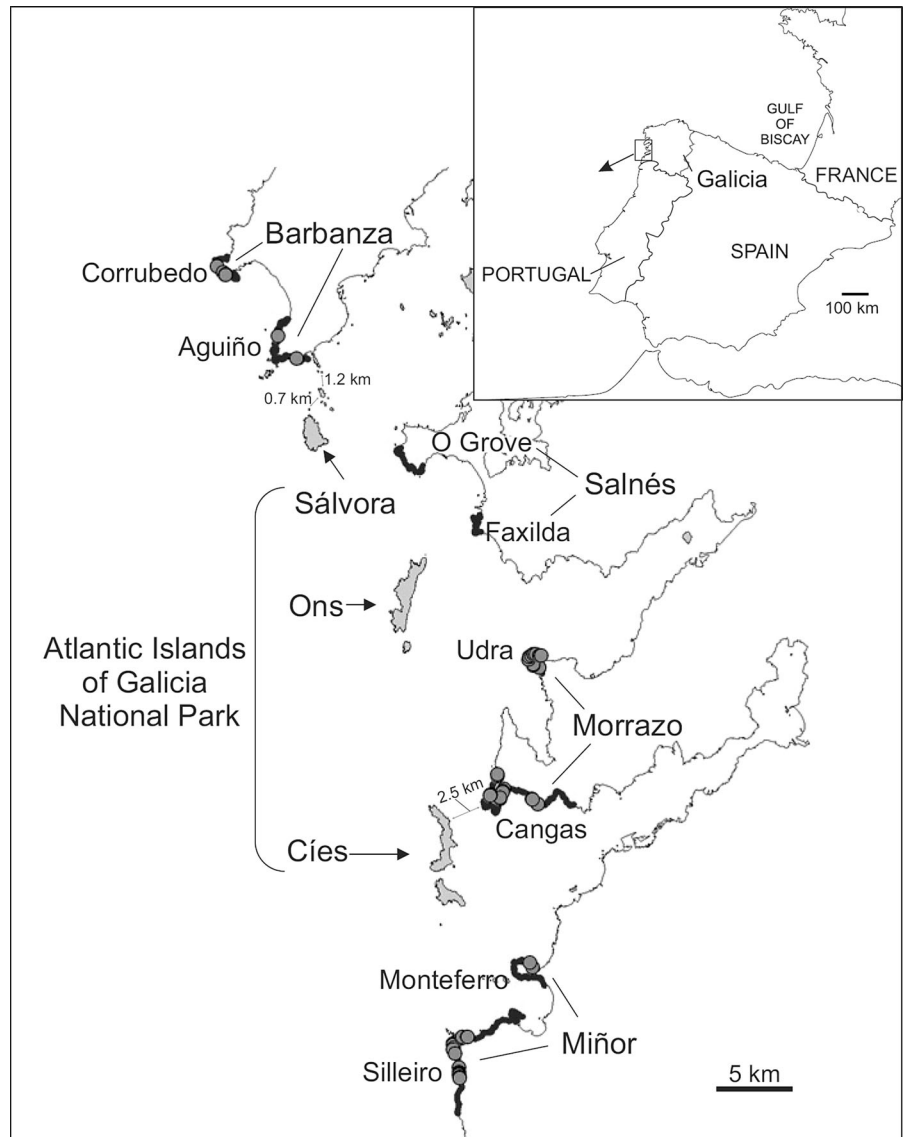 GULF
OF
BISCAY
FRANCE
Galicia
SPAIN
PORTUGAL
100 km
Barbanza
Corrubedo
Aguiño
1.2 km
0.7 km
O Grove
Salnés
Sálvora
Faxilda
Ons
Udra
Atlantic Islands
of Galicia
National Park
Morrazo
2.5 km
Cangas
Cíes
Monteferro
Miñor
Silleiro
5 km